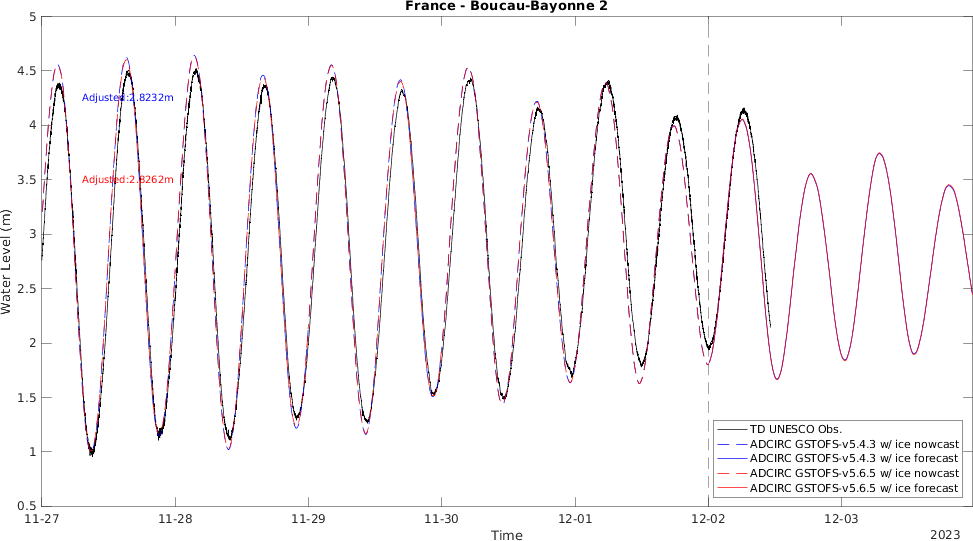 France - Boucau-Bayonne 2
5
4.5
Adjusted:2.8232m
4
3.5
Adjusted:2.8262m
3
Water Level (m)
2.5
2
1.5
1
0.5
TD UNESCO Obs.
ADCIRC GSTOFS-v5.4.3 w/ ice nowcast
ADCIRC GSTOFS-v5.4.3 w/ ice forecast
ADCIRC GSTOFS-v5.6.5 w/ ice nowcast
ADCIRC GSTOFS-v5.6.5 w/ ice forecast
11-27 11-28 11-29 11-30 12-01 12-02 12-03
Time
2023